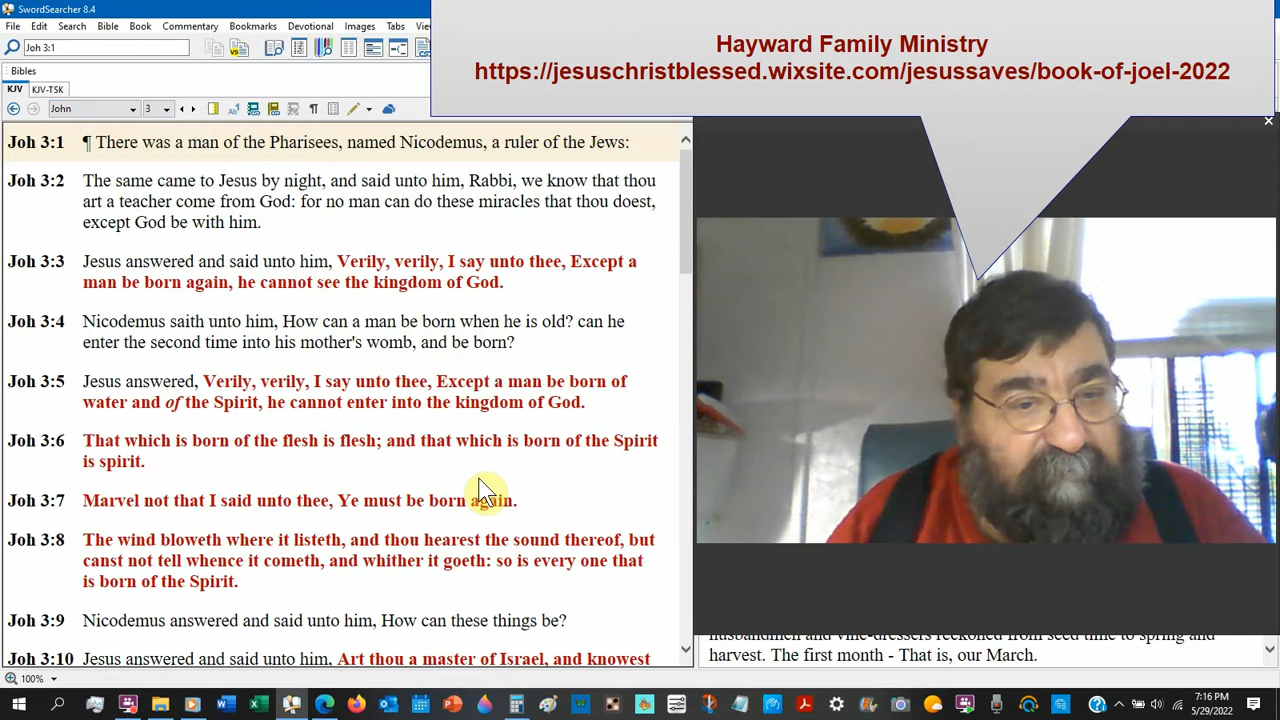 SwordSearcher 8.4
File Edit Search Bible Book Commentary Bookmarks Devotional Images Tabs
Joh 3:1
Bibles
KJV KJV-TSK
John 3
Hayward Family Ministry
https://jesuschristblessed.wixsite.com/jesussaves/book-of-joel-2022
Joh 3:1 ¶ There was a man of the Pharisees, named Nicodemus, a ruler of the Jews:
Joh 3:2 The same came to Jesus by night, and said unto him, Rabbi, we know that thou
art a teacher come from God: for no man can do these miracles that thou doest,
except God be with him.
Joh 3:3 Jesus answered and said unto him, Verily, verily, I say unto thee, Except a
man be born again, he cannot see the kingdom of God.
Joh 3:4 Nicodemus saith unto him, How can a man be born when he is old? can he
enter the second time into his mother's womb, and be born?
Joh 3:5 Jesus answered, Verily, verily, I say unto thee, Except a man be born of
water and of the Spirit, he cannot enter into the kingdom of God.
Joh 3:6 That which is born of the flesh is flesh; and that which is born of the Spirit
is spirit.
Joh 3:7 Marvel not that I said unto thee, Ye must be born again.
Joh 3:8 The wind bloweth where it listeth, and thou hearest the sound thereof, but
canst not tell whence it cometh, and whither it goeth: so is every one that
is born of the Spirit.
Joh 3:9 Nicodemus answered and said unto him, How can these things be?
Joh 3:10 Jesus answered and said unto him, Art thou a master of Israel, and knowest
husbandmen and vine-dressers reckoned from seed time to spring and
harvest. The first month - That is, our March.
100%
7:16 PM
5/29/2022